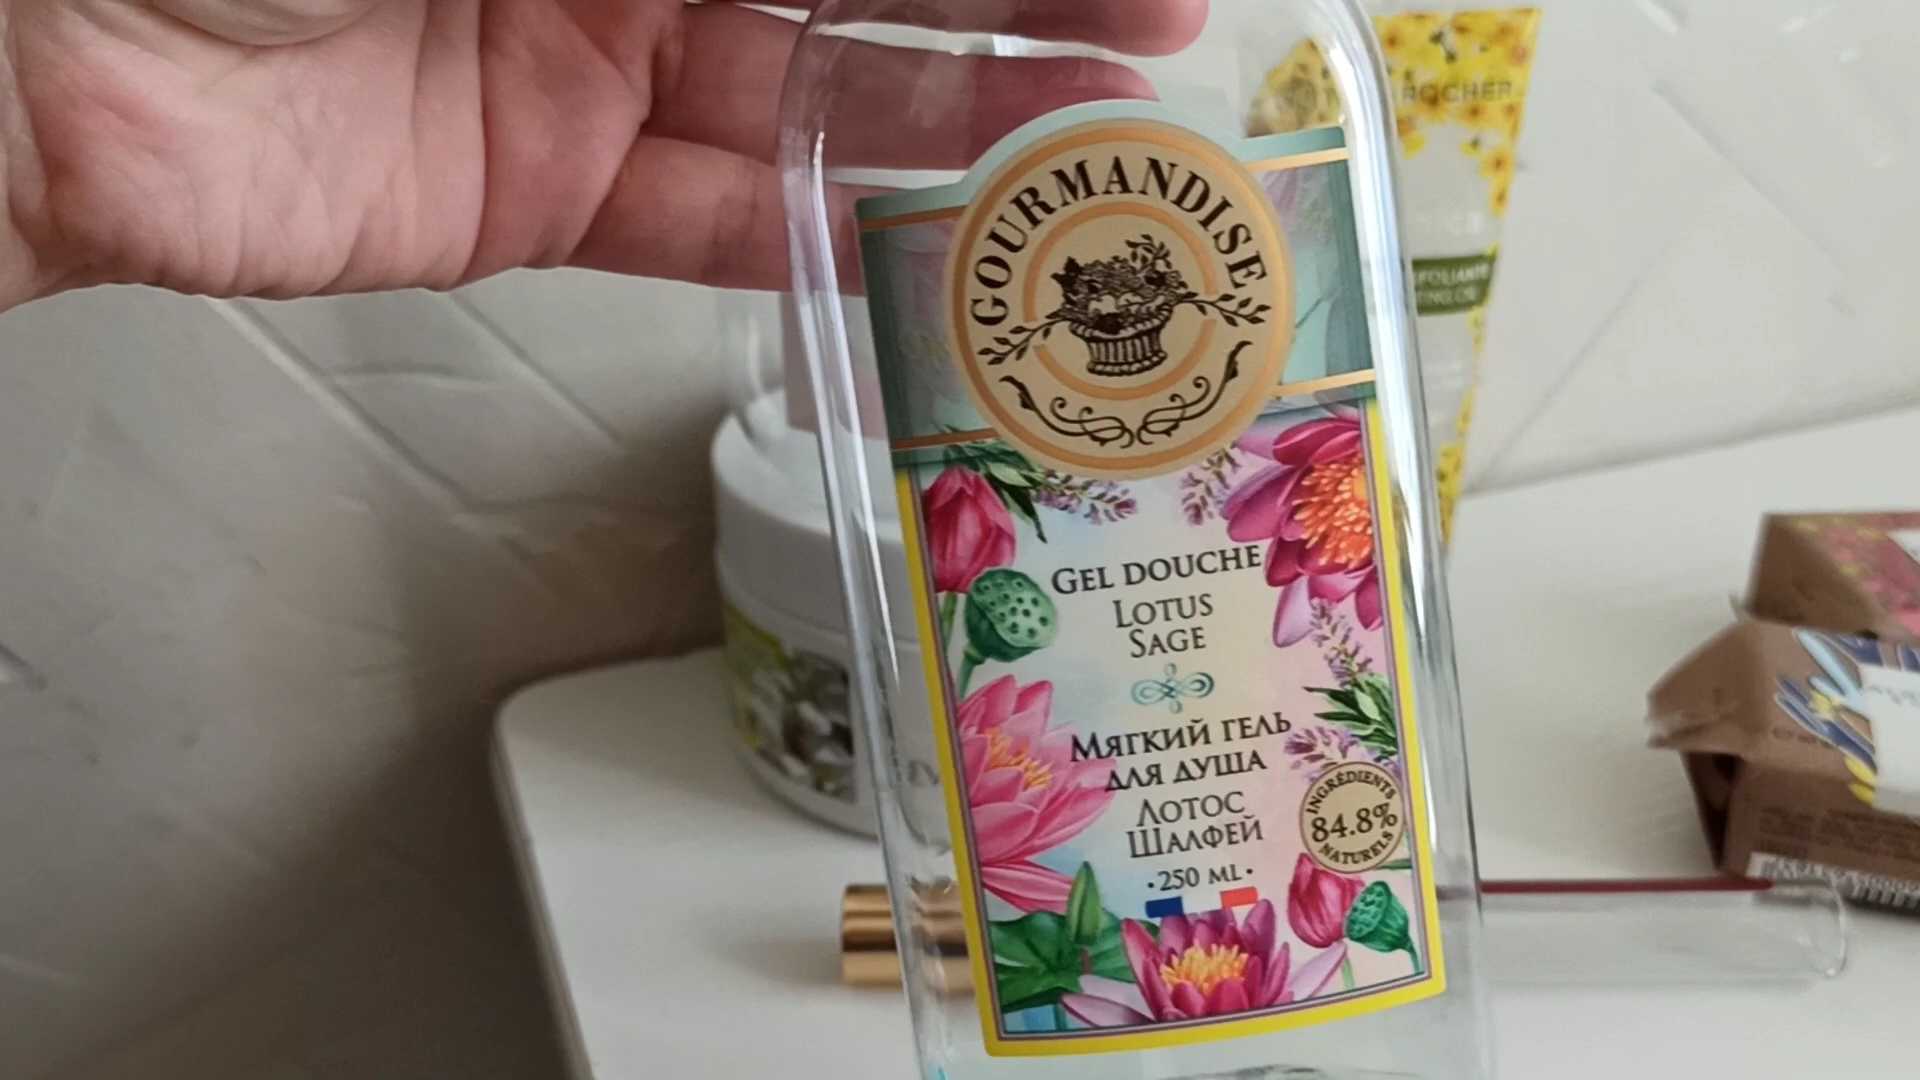 GOURMANDISE
GEL DOUCHE
LOTUS
SAGE
МЯГКИЙ ГЕЛЬ
ДЛЯ ДУША
ЛОТОС
ШАЛФЕЙ
• 250 ML •
INGRÉDIENTS
84.8%
NATURELS
ROCHER